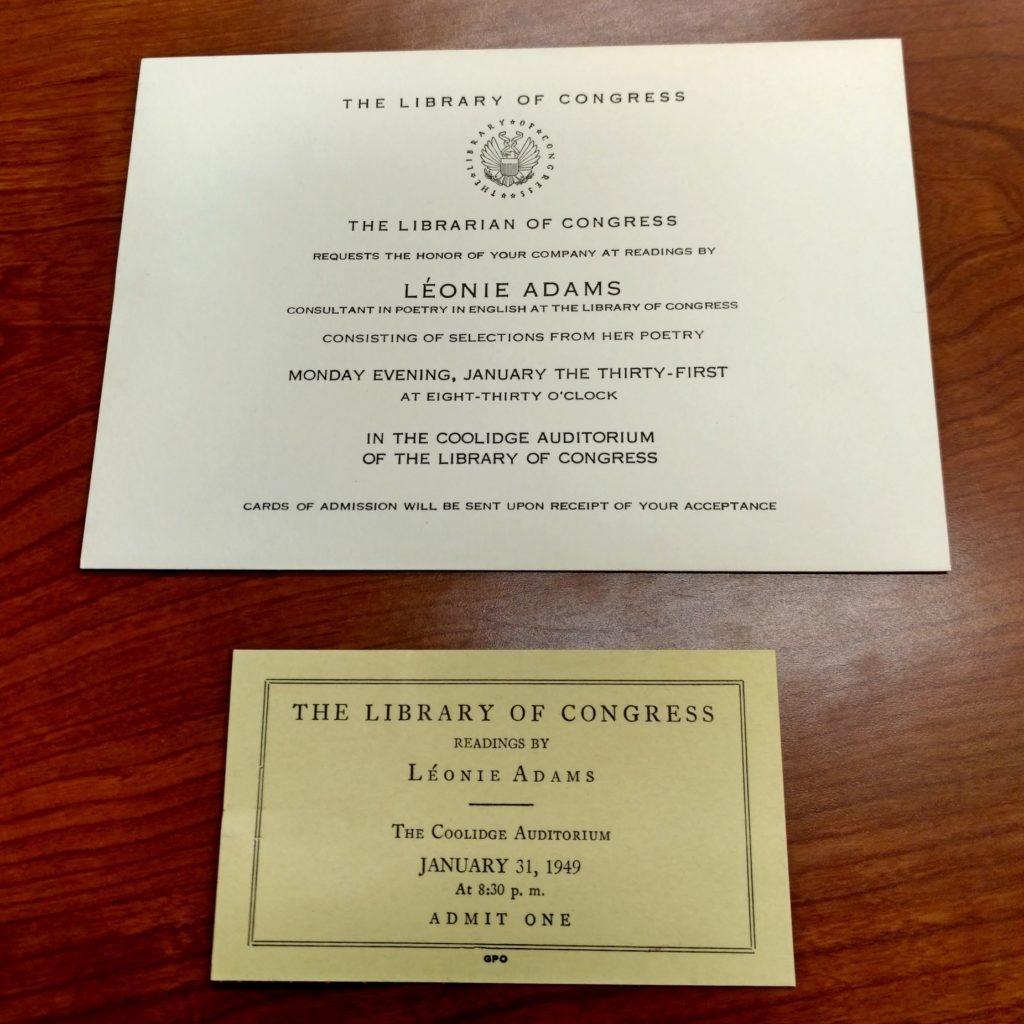 THE LIBRARY OF CONGRESS
THE ★ LIBRARY ★ OF ★ CONGRESS ★ ★
THE LIBRARIAN OF CONGRESS
REQUESTS THE HONOR OF YOUR COMPANY AT READINGS BY
LÉONIE ADAMS
CONSULTANT IN POETRY IN ENGLISH AT THE LIBRARY OF CONGRESS
CONSISTING OF SELECTIONS FROM HER POETRY
MONDAY EVENING, JANUARY THE THIRTY-FIRST
AT EIGHT-THIRTY O'CLOCK
IN THE COOLIDGE AUDITORIUM
OF THE LIBRARY OF CONGRESS
CARDS OF ADMISSION WILL BE SENT UPON RECEIPT OF YOUR ACCEPTANCE
THE LIBRARY OF CONGRESS
READINGS BY
LÉONIE ADAMS
THE COOLIDGE AUDITORIUM
JANUARY 31, 1949
At 8:30 p. m.
ADMIT ONE
GPO